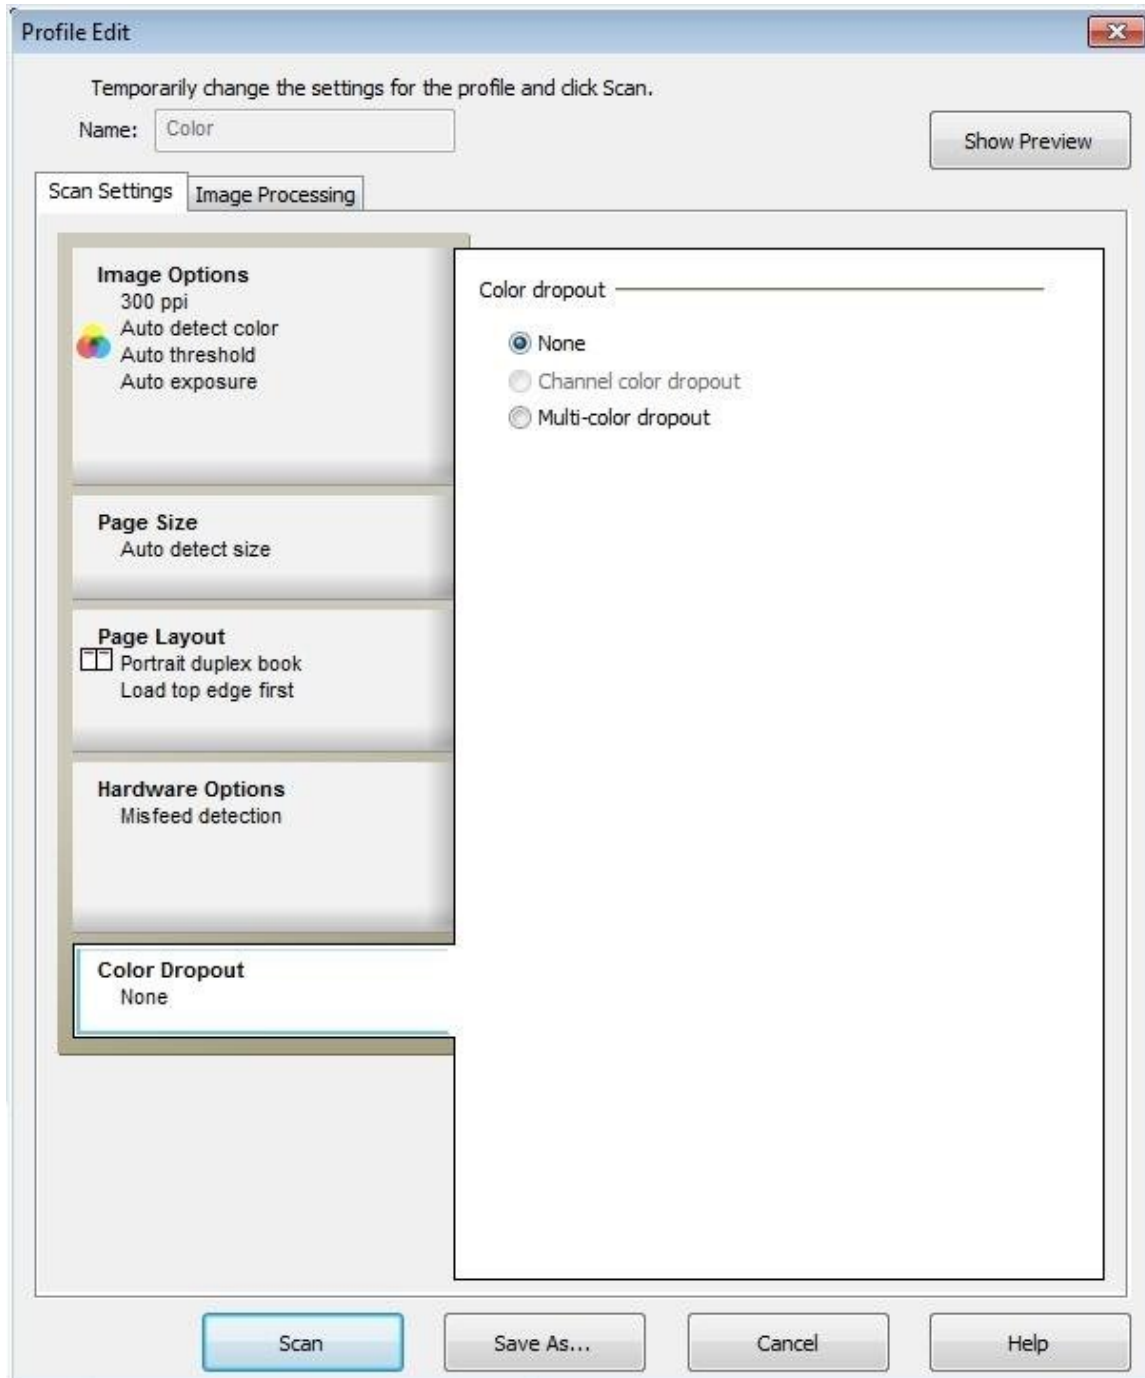 Profile Edit
Temporarily change the settings for the profile and click Scan.
Name: Color
Show Preview
Scan Settings
Image Processing
Image Options
300 ppi
Auto detect color
Auto threshold
Auto exposure
Page Size
Auto detect size
Page Layout
Portrait duplex book
Load top edge first
Hardware Options
Misfeed detection
Color Dropout
None
Color dropout
None
Channel color dropout
Multi-color dropout
Scan
Save As...
Cancel
Help